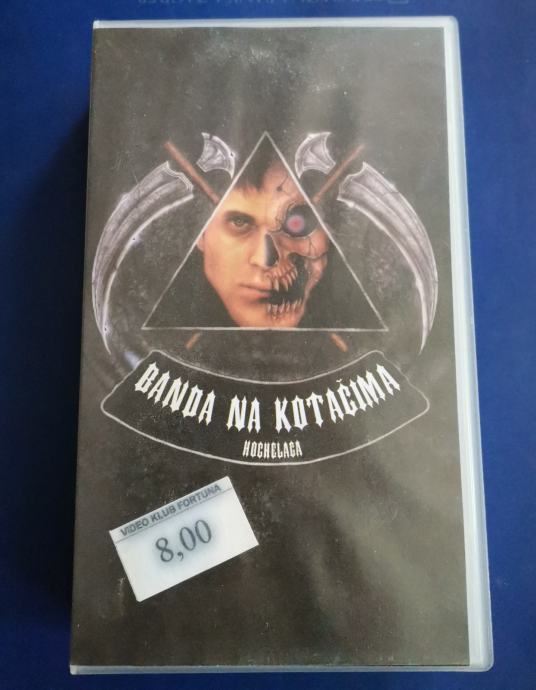 BANDA NA KOTAČIMA
HOCHELAGA
VIDEO KLUB FORTUNA
8,00